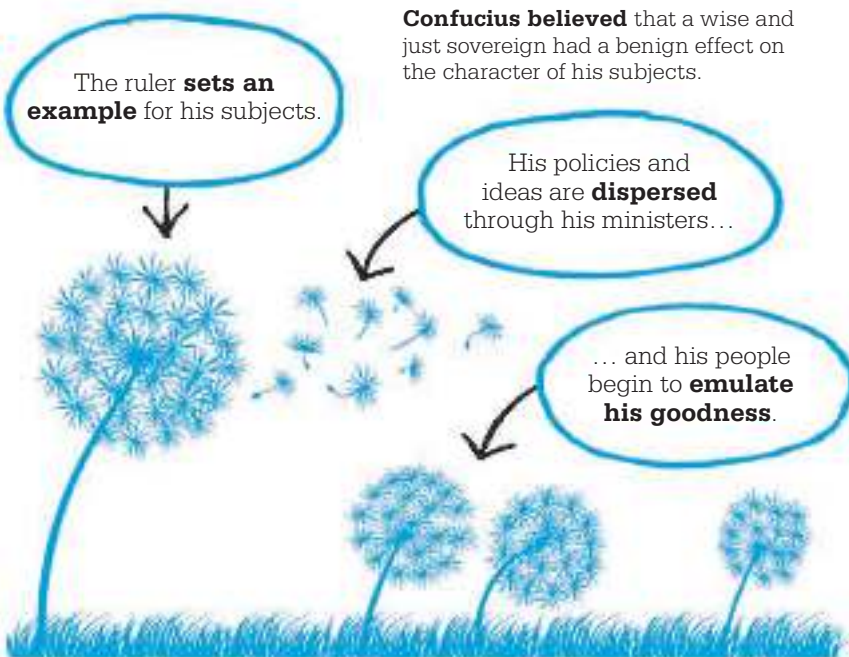 Confucius believed that a wise and
just sovereign had a benign effect on
the character of his subjects.
The ruler sets an
example for his subjects.
His policies and
ideas are dispersed
through his ministers…
… and his people
begin to emulate
his goodness.